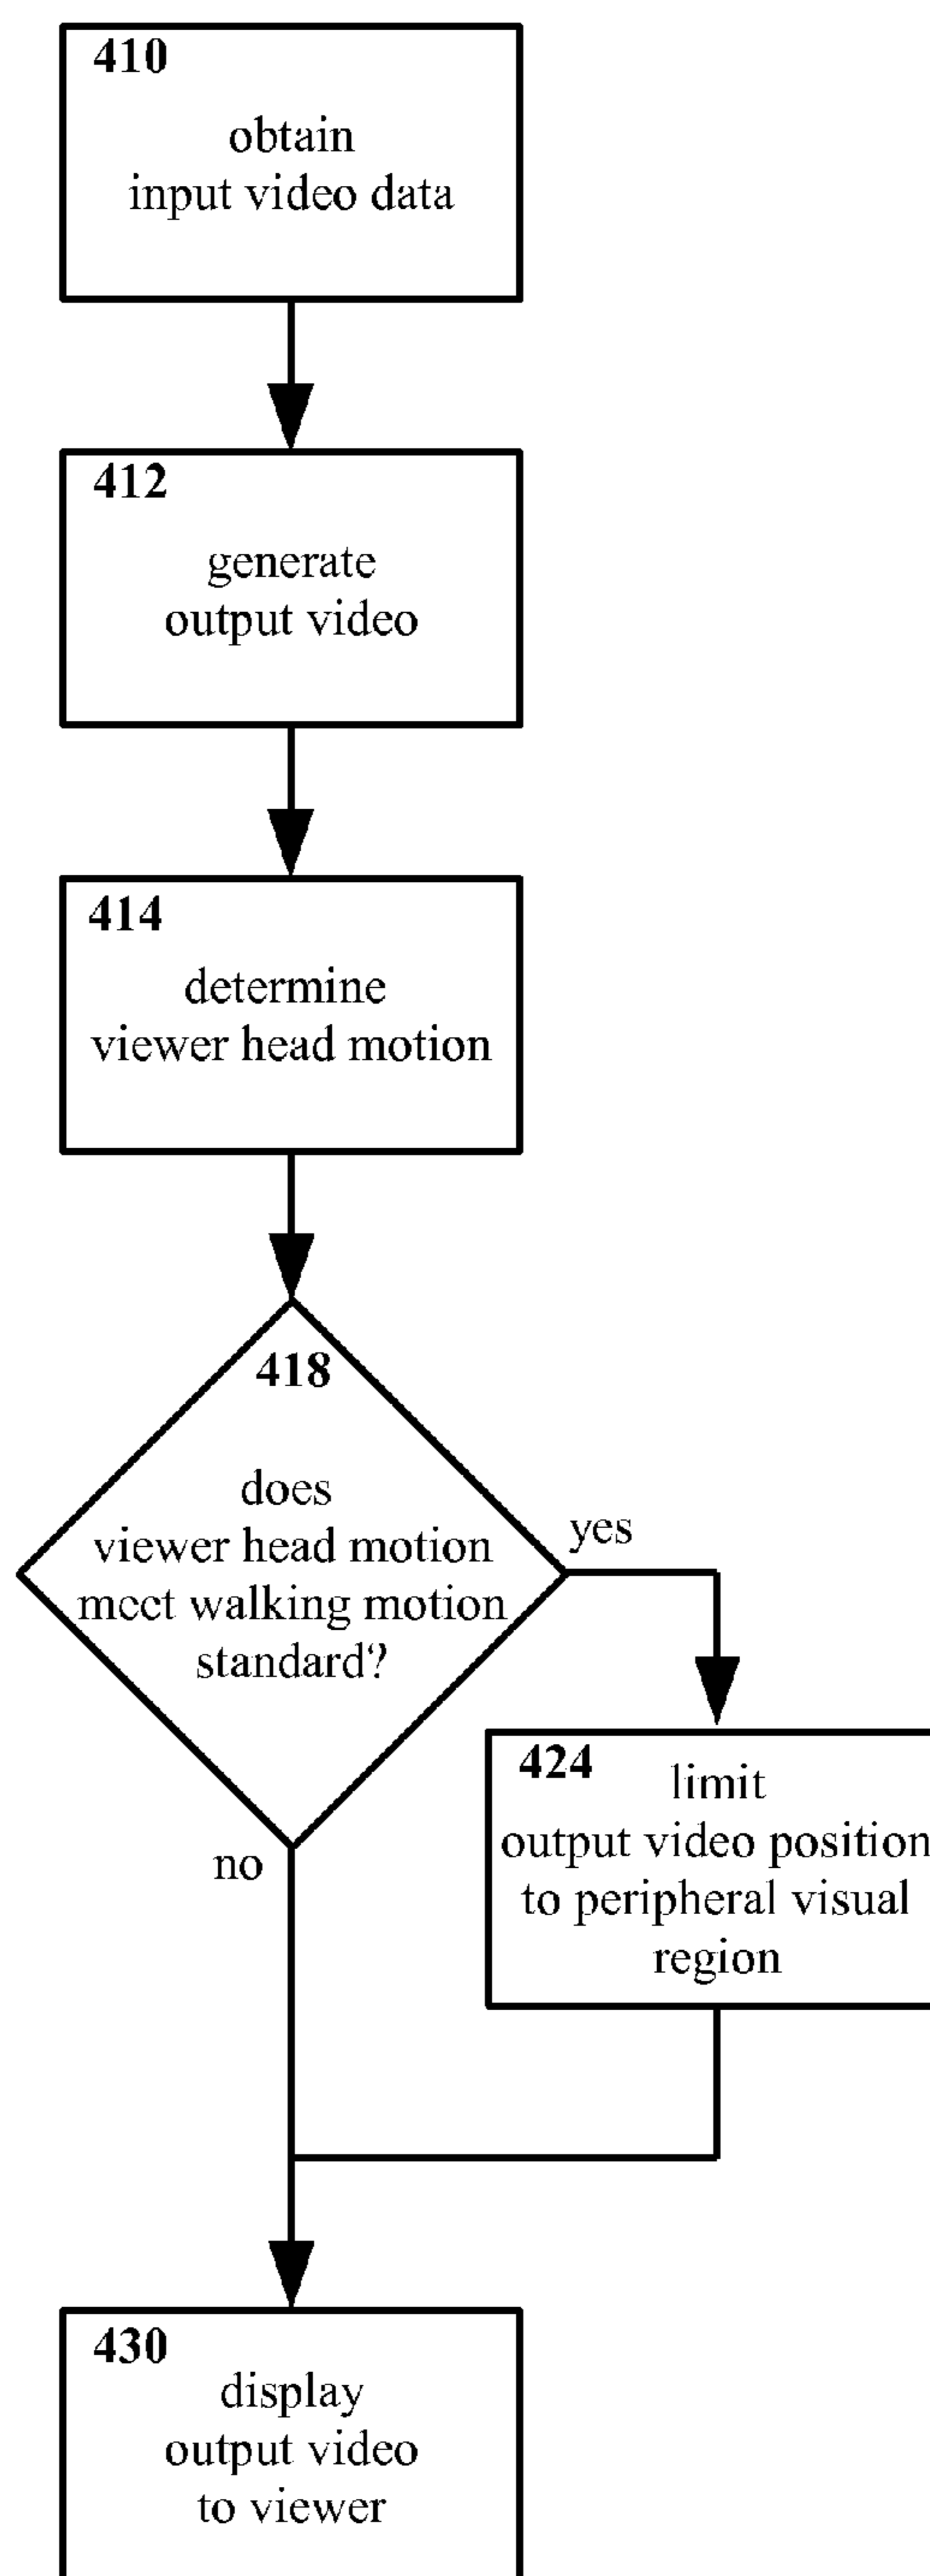 410
obtain
input video data
412
generate
output video
414
determine
viewer head motion
418
does
viewer head motion
meet walking motion
standard?
yes
no
424
limit
output video position
to peripheral visual
region
430
display
output video
to viewer